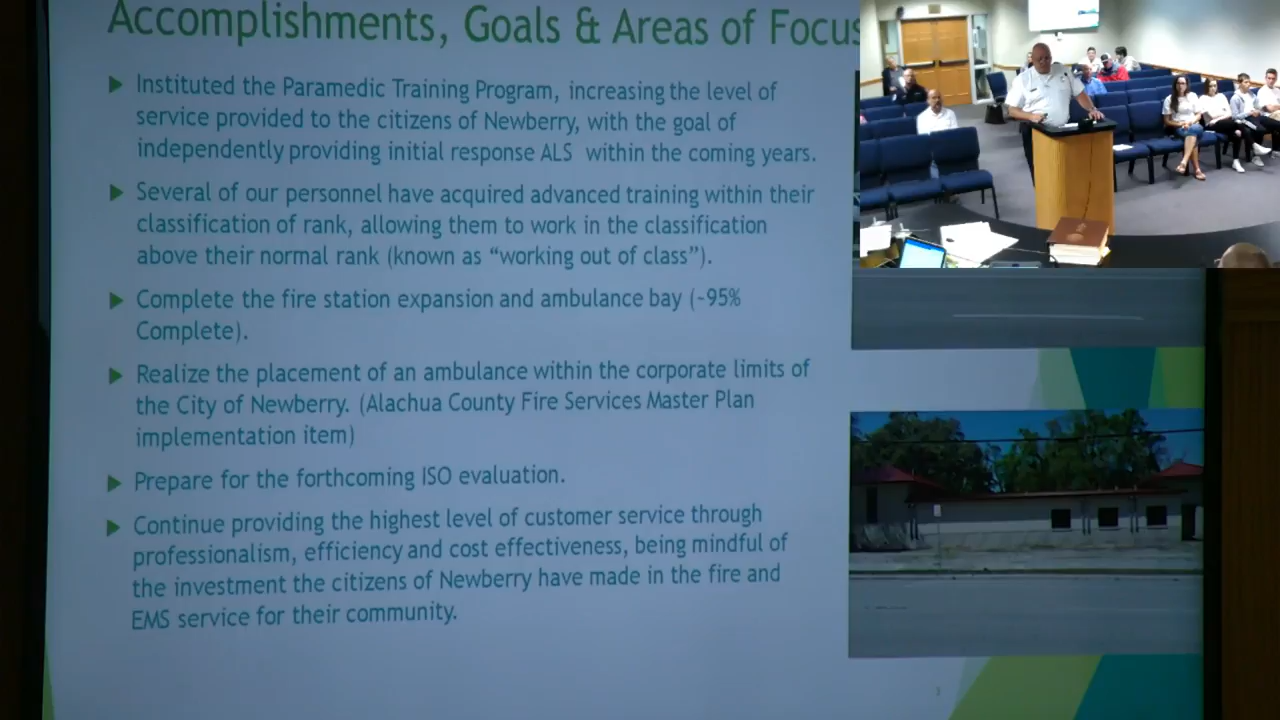 Accomplishments, Goals & Areas of Focus
Instituted the Paramedic Training Program, increasing the level of
service provided to the citizens of Newberry, with the goal of
independently providing initial response ALS within the coming years.
Several of our personnel have acquired advanced training within their
classification of rank, allowing them to work in the classification
above their normal rank (known as “working out of class”).
Complete the fire station expansion and ambulance bay (~95%
Complete).
Realize the placement of an ambulance within the corporate limits of
the City of Newberry. (Alachua County Fire Services Master Plan
implementation item)
Prepare for the forthcoming ISO evaluation.
Continue providing the highest level of customer service through
professionalism, efficiency and cost effectiveness, being mindful of
the investment the citizens of Newberry have made in the fire and
EMS service for their community.